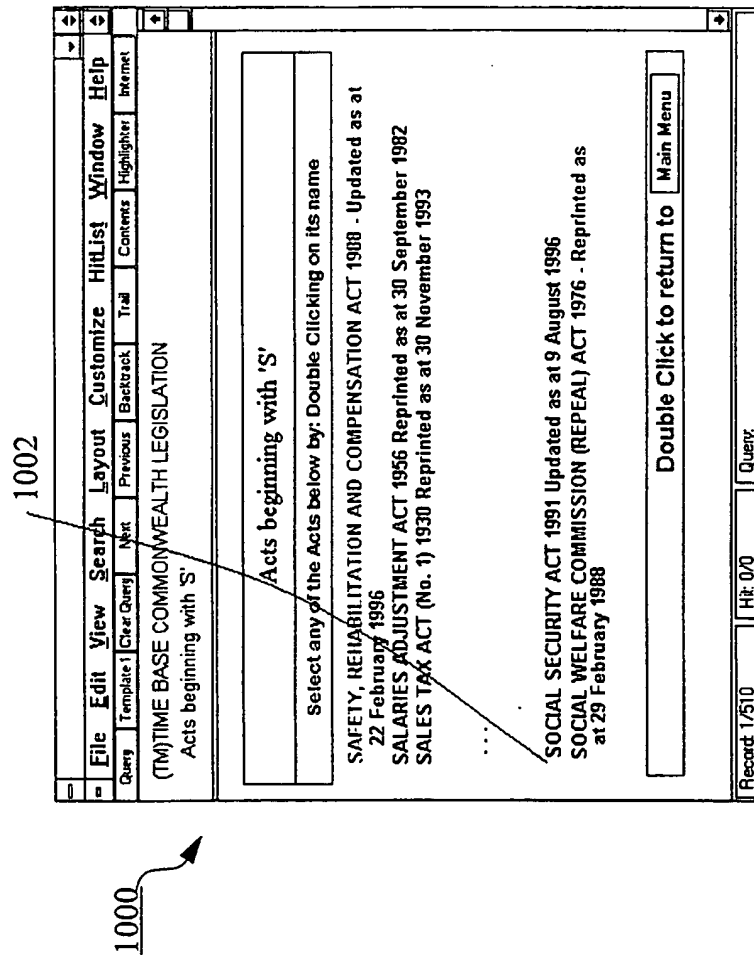 1000
1002
File Edit View Search Layout Customize HitList Window Help
Query Template 1 Clear Query Next Previous Backtrack Trail Contents Highlighter Internet
(TM)TIME BASE COMMONWEALTH LEGISLATION
Acts beginning with 'S'
Acts beginning with 'S'
Select any of the Acts below by: Double Clicking on its name
SAFETY, REHABILITATION AND COMPENSATION ACT 1988 - Updated as at
22 February 1996
SALARIES ADJUSTMENT ACT 1956 Reprinted as at 30 September 1982
SALES TAX ACT (No. 1) 1930 Reprinted as at 30 November 1993
....
SOCIAL SECURITY ACT 1991 Updated as at 9 August 1996
SOCIAL WELFARE COMMISSION (REPEAL) ACT 1976 - Reprinted as
at 29 February 1988
Double Click to return to Main Menu
Record: 1/510 Hit: 0/0 Query: